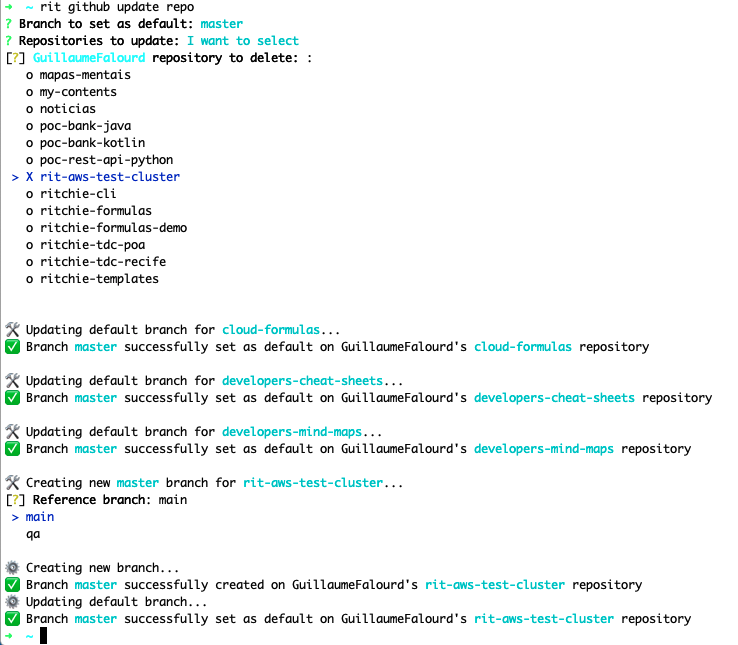 ➜ ~ rit github update repo
? Branch to set as default: master
? Repositories to update: I want to select
[?] GuillaumeFalourd repository to delete: :
o mapas-mentais
o my-contents
o noticias
o poc-bank-java
o poc-bank-kotlin
o poc-rest-api-python
> X rit-aws-test-cluster
o ritchie-cli
o ritchie-formulas
o ritchie-formulas-demo
o ritchie-tdc-poa
o ritchie-tdc-recife
o ritchie-templates
🛠 Updating default branch for cloud-formulas...
✅ Branch master successfully set as default on GuillaumeFalourd's cloud-formulas repository
🛠 Updating default branch for developers-cheat-sheets...
✅ Branch master successfully set as default on GuillaumeFalourd's developers-cheat-sheets repository
🛠 Updating default branch for developers-mind-maps...
✅ Branch master successfully set as default on GuillaumeFalourd's developers-mind-maps repository
🛠 Creating new master branch for rit-aws-test-cluster...
[?] Reference branch: main
> main
qa
⚙️ Creating new branch...
✅ Branch master successfully created on GuillaumeFalourd's rit-aws-test-cluster repository
⚙️ Updating default branch...
✅ Branch master successfully set as default on GuillaumeFalourd's rit-aws-test-cluster repository
➜ ~